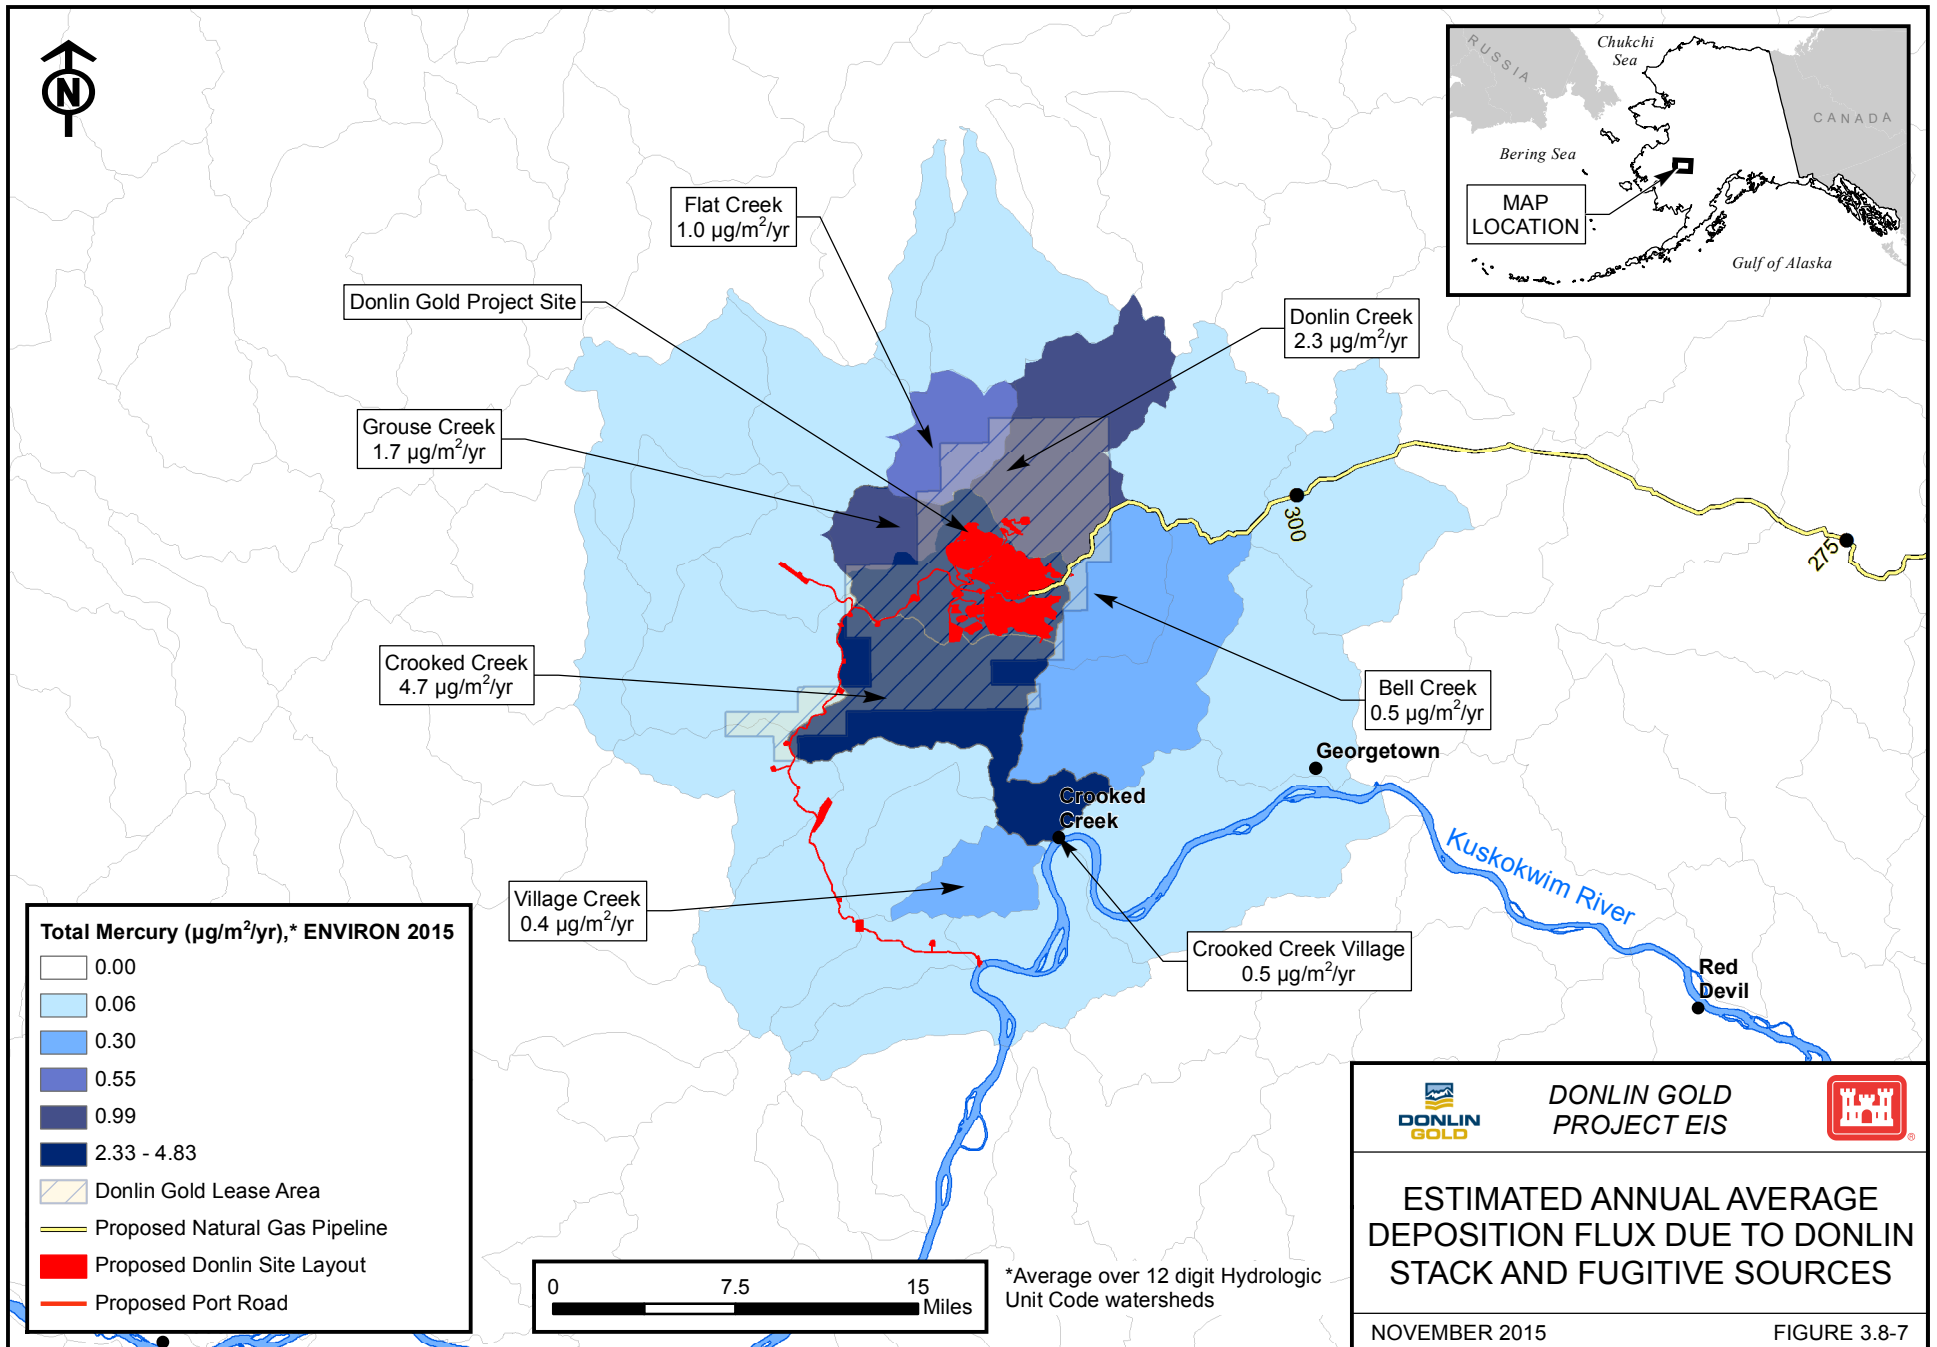 N
RUSSIA
Chukchi
Sea
CANADA
Bering Sea
MAP
LOCATION
Gulf of Alaska
Flat Creek
1.0 µg/m²/yr
Donlin Gold Project Site
Donlin Creek
2.3 µg/m²/yr
Grouse Creek
1.7 µg/m²/yr
300
275
Crooked Creek
4.7 µg/m²/yr
Bell Creek
0.5 µg/m²/yr
Georgetown
Crooked
Creek
Kuskokwim River
Village Creek
0.4 µg/m²/yr
Crooked Creek Village
0.5 µg/m²/yr
Red
Devil
Total Mercury (µg/m²/yr),* ENVIRON 2015
0.00
0.06
0.30
0.55
0.99
2.33 - 4.83
Donlin Gold Lease Area
Proposed Natural Gas Pipeline
Proposed Donlin Site Layout
Proposed Port Road
0 7.5 15
Miles
*Average over 12 digit Hydrologic
Unit Code watersheds
DONLIN
GOLD
DONLIN GOLD
PROJECT EIS
®
ESTIMATED ANNUAL AVERAGE
DEPOSITION FLUX DUE TO DONLIN
STACK AND FUGITIVE SOURCES
NOVEMBER 2015 FIGURE 3.8-7